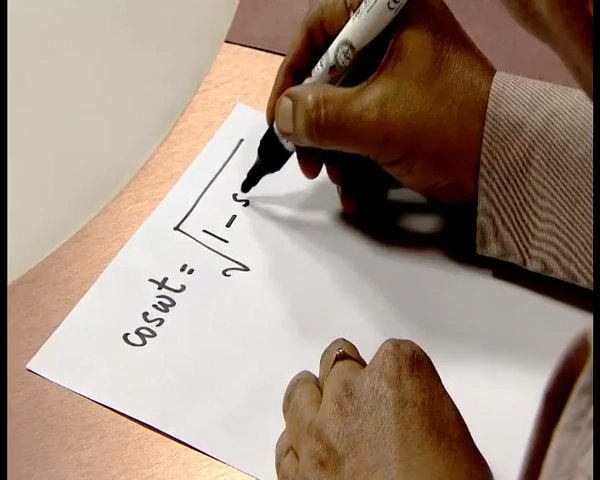 cosωt = √1 - s